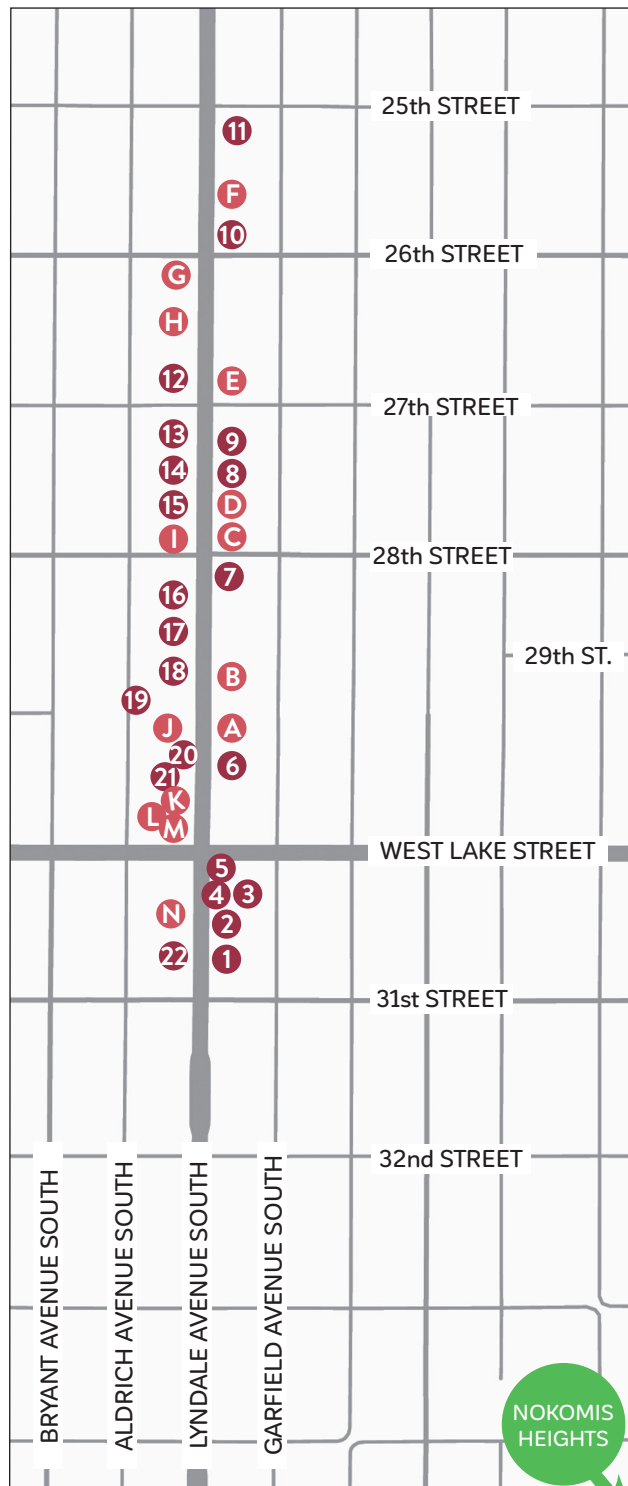 25th STREET
11
F
10
26th STREET
G
H
12
E
27th STREET
13
9
14
8
15
D
I
C
28th STREET
7
16
17
29th ST.
18
B
19
J
A
20
6
21
K
L
M
WEST LAKE STREET
5
4
3
N
2
22
1
31st STREET
32nd STREET
BRYANT AVENUE SOUTH
ALDRICH AVENUE SOUTH
LYNDALE AVENUE SOUTH
GARFIELD AVENUE SOUTH
NOKOMIS
HEIGHTS